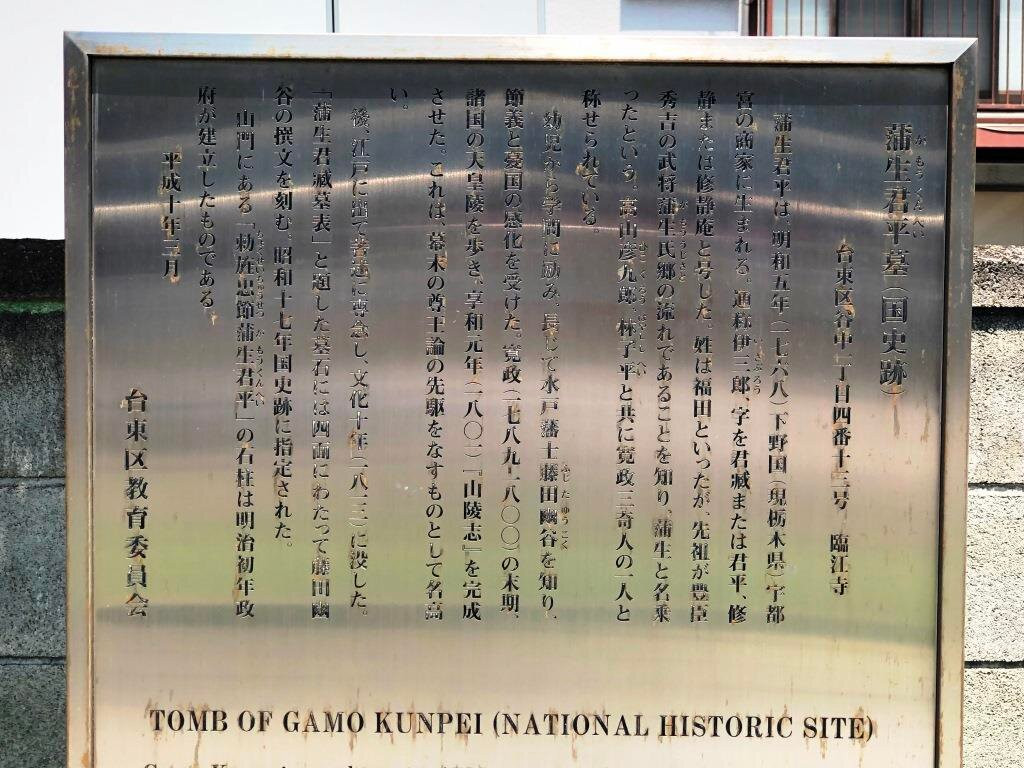 蒲生君平墓（国史跡）
台東区谷中一丁目四番十三号　臨江寺
蒲生君平は、明和五年（一七六八）下野国（現栃木県）宇都
宮の商家に生まれる。通称伊三郎、字を君臧または君平、修
静または修静庵と号した。姓は福田といったが、先祖が豊臣
秀吉の武将蒲生氏郷の流れであることを知り、蒲生と名乗
ったという。高山彦九郎、林子平と共に寛政三奇人の一人と
称せられている。
幼児から学問に励み、長じて水戸藩士藤田幽谷を知り、
節義と憂国の感化を受けた。寛政（一七八九-一八〇〇）の末期、
諸国の天皇陵を歩き、享和元年（一八〇一）『山陵志』を完成
させた。これは、幕末の尊王論の先駆をなすものとして名高
い。
後、江戸に出て著述に専念し、文化十年（一八一三）に没した。
「蒲生君臧墓表」と題した墓石には四面にわたって藤田幽
谷の撰文を刻む。昭和十七年国史跡に指定された。
山門にある「勅旌忠節蒲生君平」の石柱は明治初年政
府が建立したものである。
平成十年三月
台東区教育委員会
TOMB OF GAMO KUNPEI (NATIONAL HISTORIC SITE)